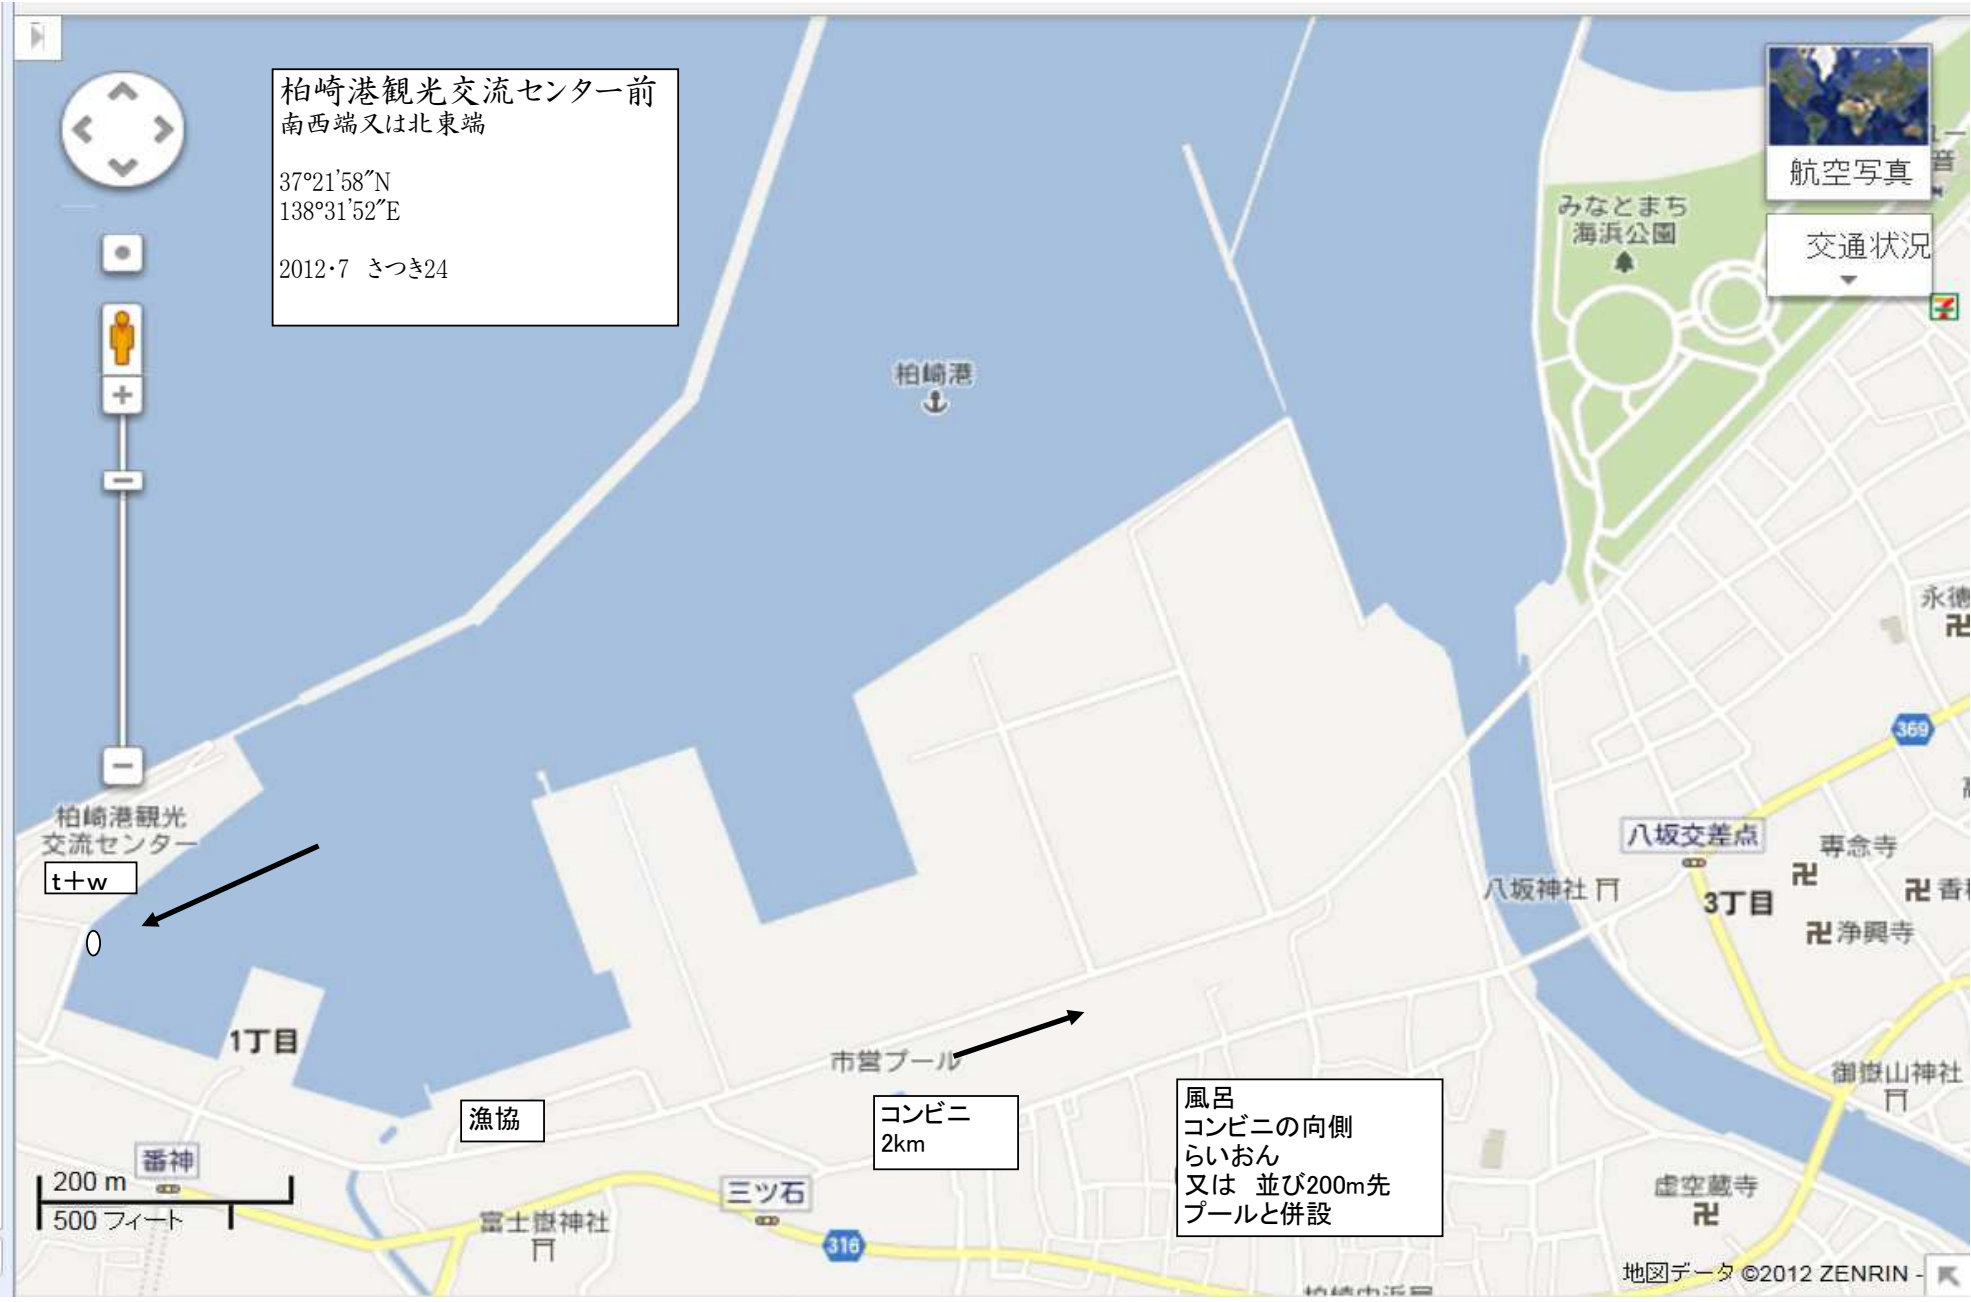 柏崎港観光交流センター前
南西端又は北東端
37°21′58″N
138°31′52″E
2012・7　さつき24
航空写真
交通状況
みなとまち
海浜公園
柏崎港
永徳
369
柏崎港観光
交流センター
t＋w
八坂交差点
専念寺
八坂神社
3丁目
浄興寺
1丁目
市営プール
漁協
コンビニ
2km
風呂
コンビニの向側
らいおん
又は　並び200m先
プールと併設
御嶽山神社
番神
200 m
500 フィート
三ツ石
富士嶽神社
316
虚空蔵寺
地図データ ©2012 ZENRIN -